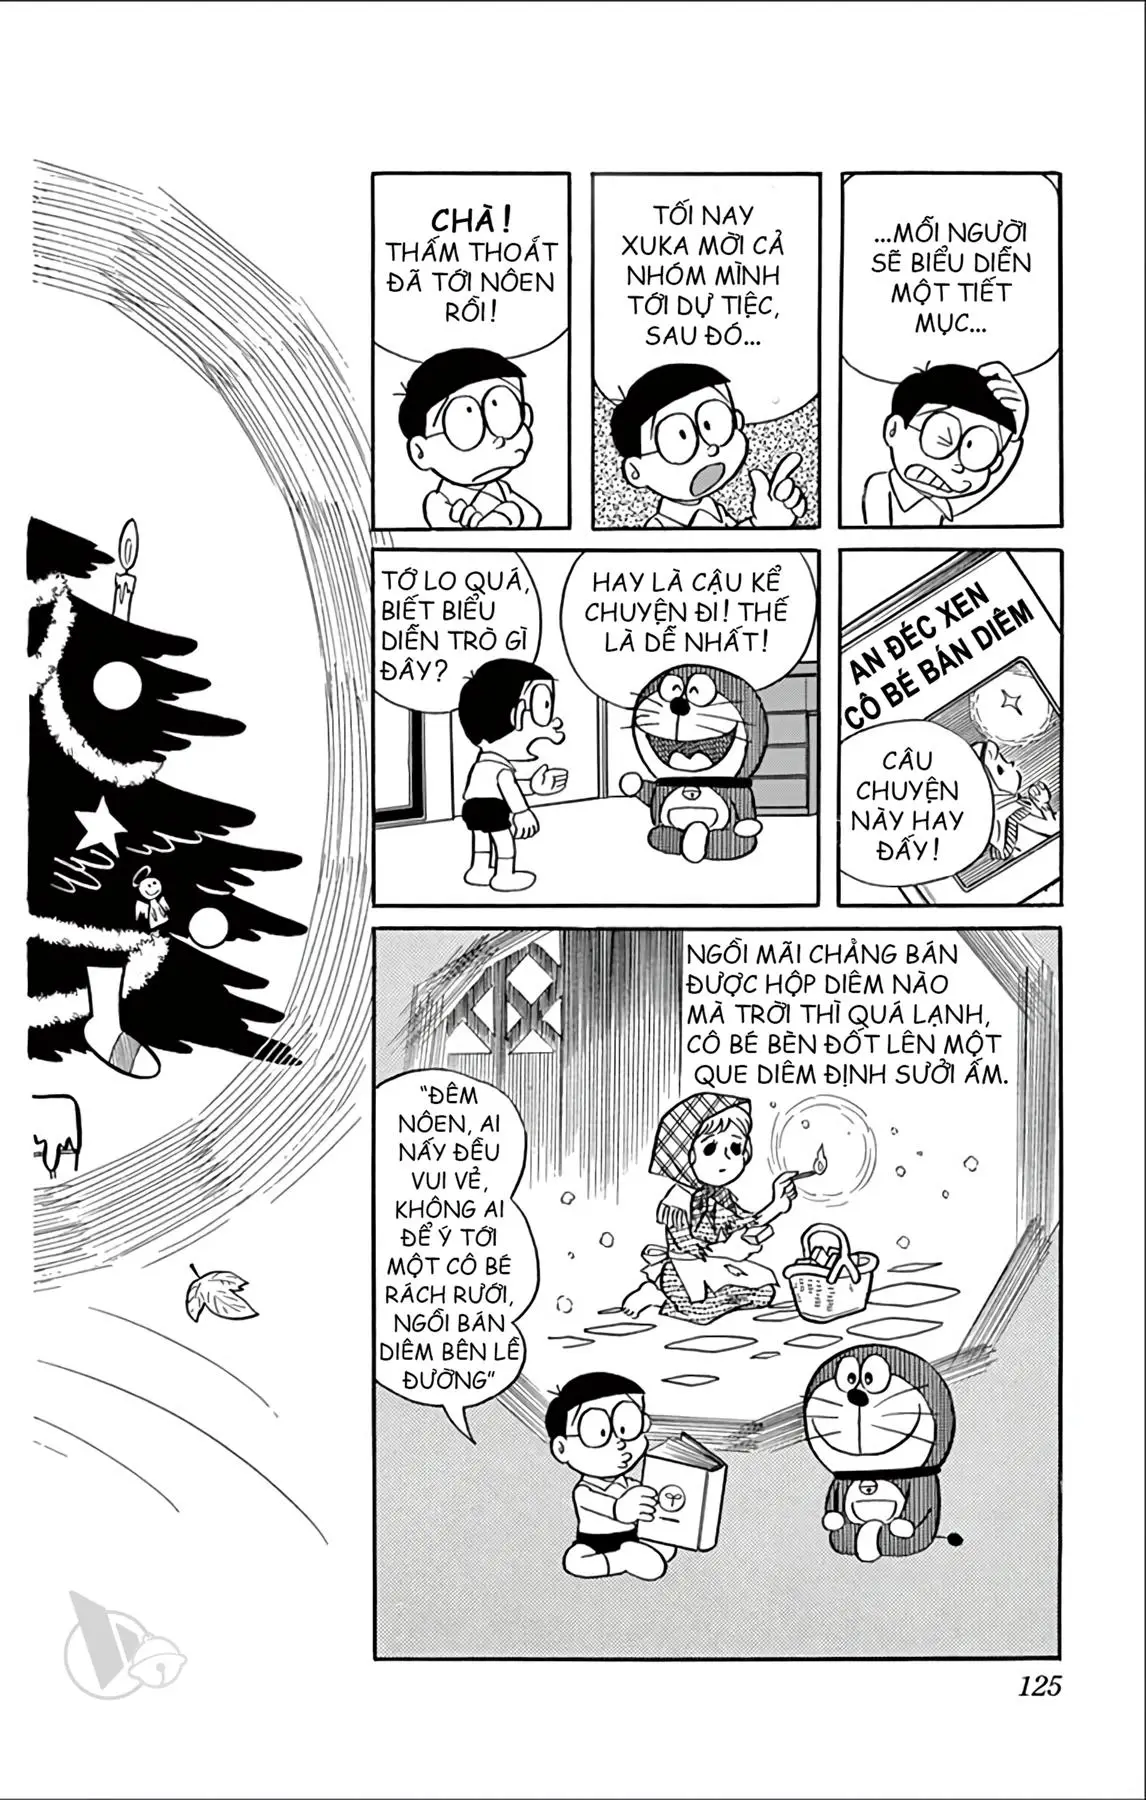 CHÀ!
THẤM THOẮT
ĐÃ TỚI NÔEN
RỒI!
TỐI NAY
XUKA MỜI CẢ
NHÓM MÌNH
TỚI DỰ TIỆC,
SAU ĐÓ...
...MỖI NGƯỜI
SẼ BIỂU DIỄN
MỘT TIẾT
MỤC...
TỚ LO QUÁ,
BIẾT BIỂU
DIỄN TRÒ GÌ
ĐÂY?
HAY LÀ CẬU KỂ
CHUYỆN ĐI! THẾ
LÀ DỄ NHẤT!
AN ĐÉC XEN
CÔ BÉ BÁN DIÊM
CÂU
CHUYỆN
NÀY HAY
ĐẤY!
"ĐÊM
NÔEN, AI
NẤY ĐỀU
VUI VẺ,
KHÔNG AI
ĐỂ Ý TỚI
MỘT CÔ BÉ
RÁCH RƯỚI,
NGỒI BÁN
DIÊM BÊN LỀ
ĐƯỜNG"
NGỒI MÃI CHẲNG BÁN
ĐƯỢC HỘP DIÊM NÀO
MÀ TRỜI THÌ QUÁ LẠNH,
CÔ BÉ BÈN ĐỐT LÊN MỘT
QUE DIÊM ĐỊNH SƯỞI ẤM.
125